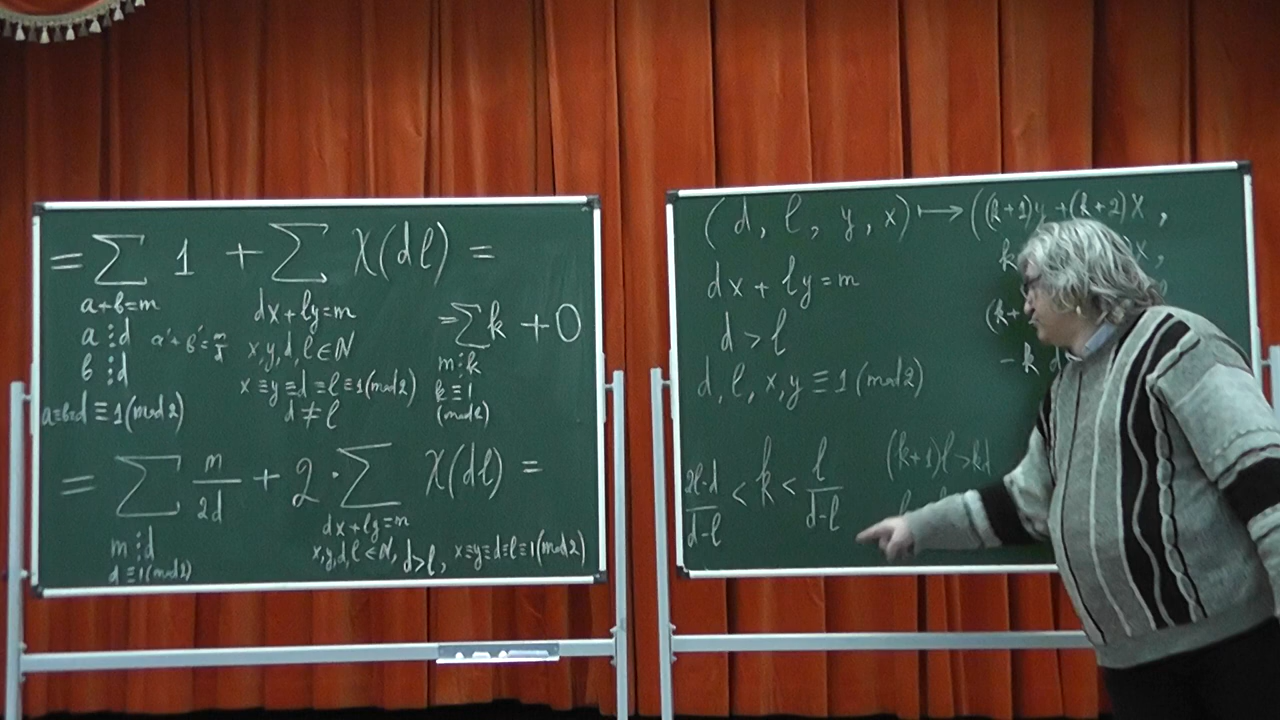 = ∑ 1 + ∑ χ(dl) =
a+b=m
a ⋮ d a'+b'=m/d
b ⋮ d
a≡b≡d ≡ 1(mod 2)
dx+ly=m
x,y,d,l ∈ N
x ≡ y ≡ d ≡ l ≡ 1(mod 2)
d ≠ l
= ∑ k + 0
m ⋮ k
k ≡ 1
(mod 2)
= ∑ m/2d + 2 · ∑ χ(dl) =
m ⋮ d
d ≡ 1(mod 2)
dx+ly=m
x,y,d,l ∈ N, d>l, x≡y≡d≡l≡1(mod 2)
(d, l, y, x) ⟼ ((k+1)y+(k+2)x,
k x,
(k+
-k d
dx + ly = m
d > l
d, l, x, y ≡ 1(mod 2)
(2l-d)/(d-l) < k < l/(d-l)
(k+1)l > kd